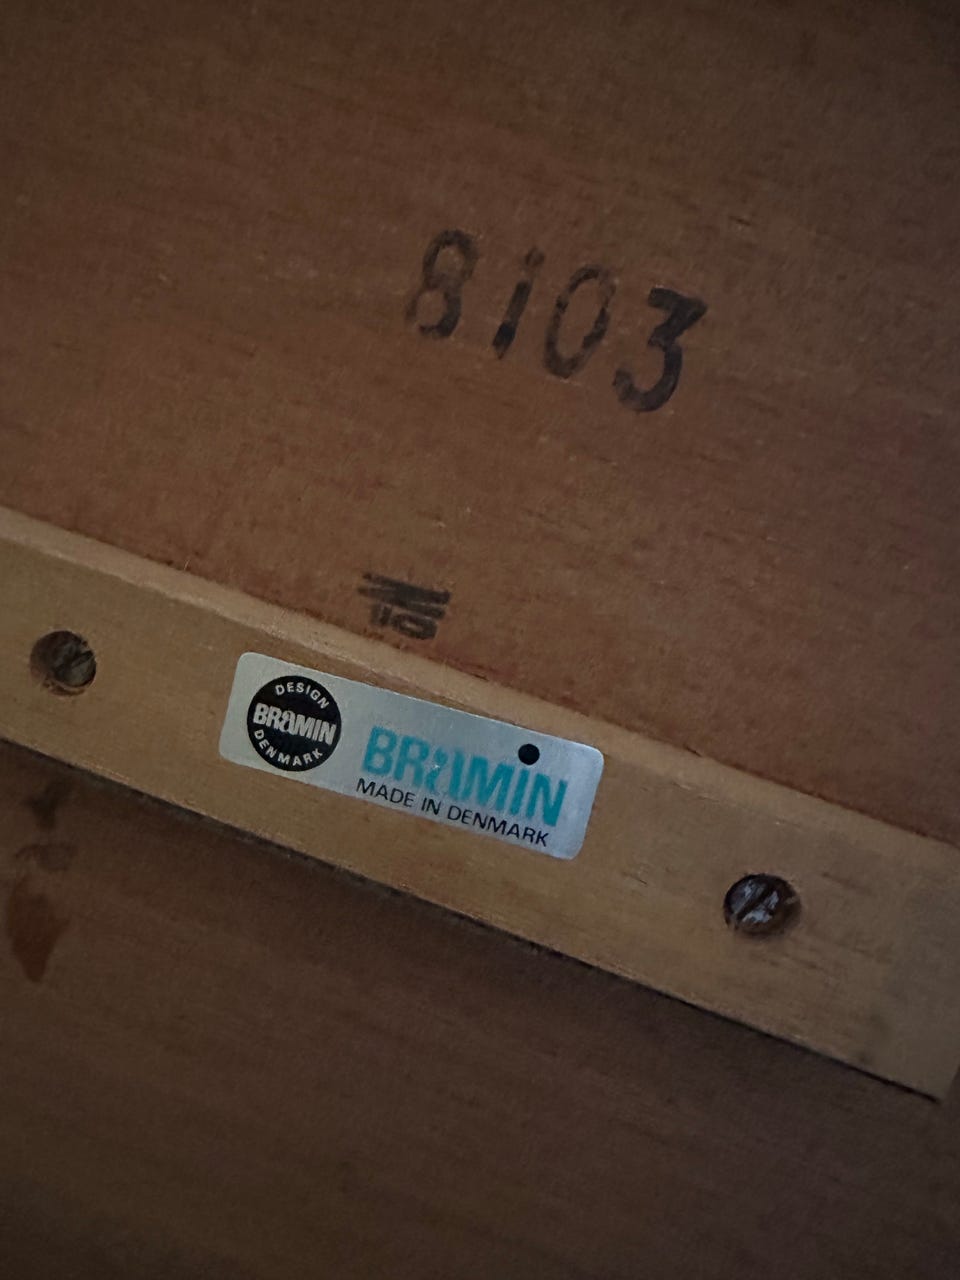 8103
DESIGN
BRAMIN
DENMARK
BRAMIN
MADE IN DENMARK